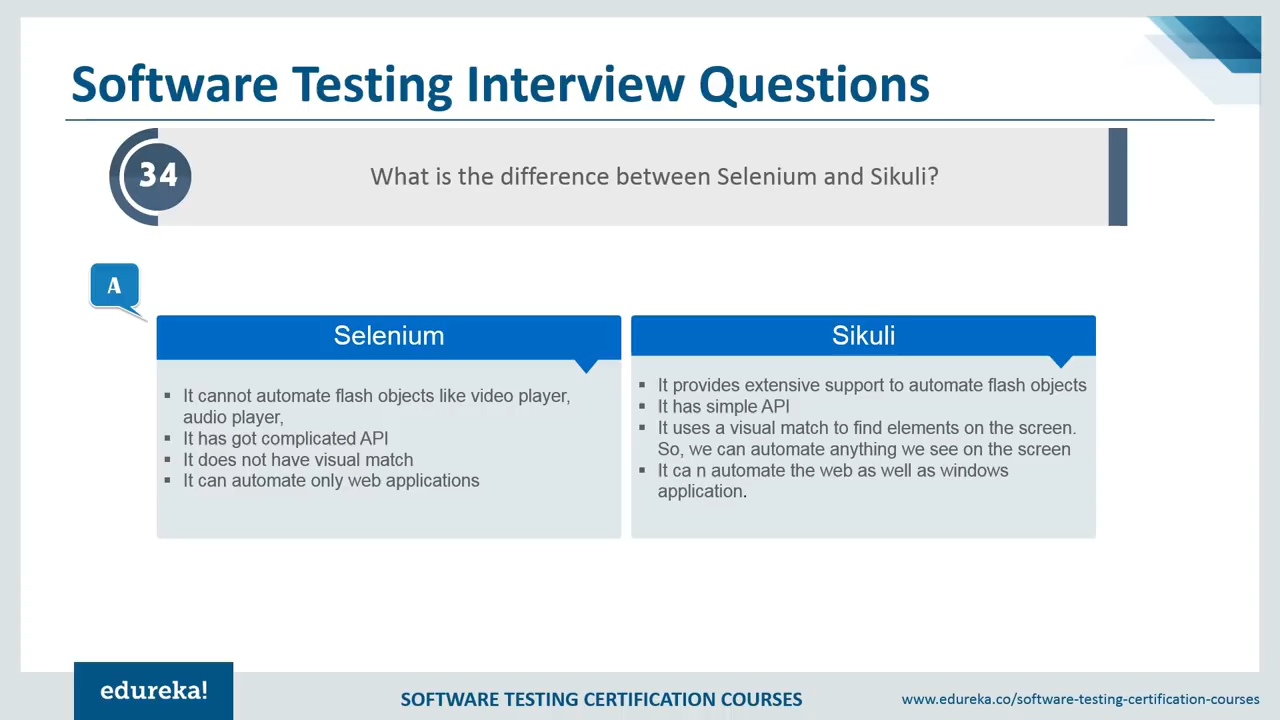 Software Testing Interview Questions
34
What is the difference between Selenium and Sikuli?
A
Selenium
▪ It cannot automate flash objects like video player,
audio player,
▪ It has got complicated API
▪ It does not have visual match
▪ It can automate only web applications
Sikuli
▪ It provides extensive support to automate flash objects
▪ It has simple API
▪ It uses a visual match to find elements on the screen.
So, we can automate anything we see on the screen
▪ It ca n automate the web as well as windows
application.
edureka!
SOFTWARE TESTING CERTIFICATION COURSES
www.edureka.co/software-testing-certification-courses